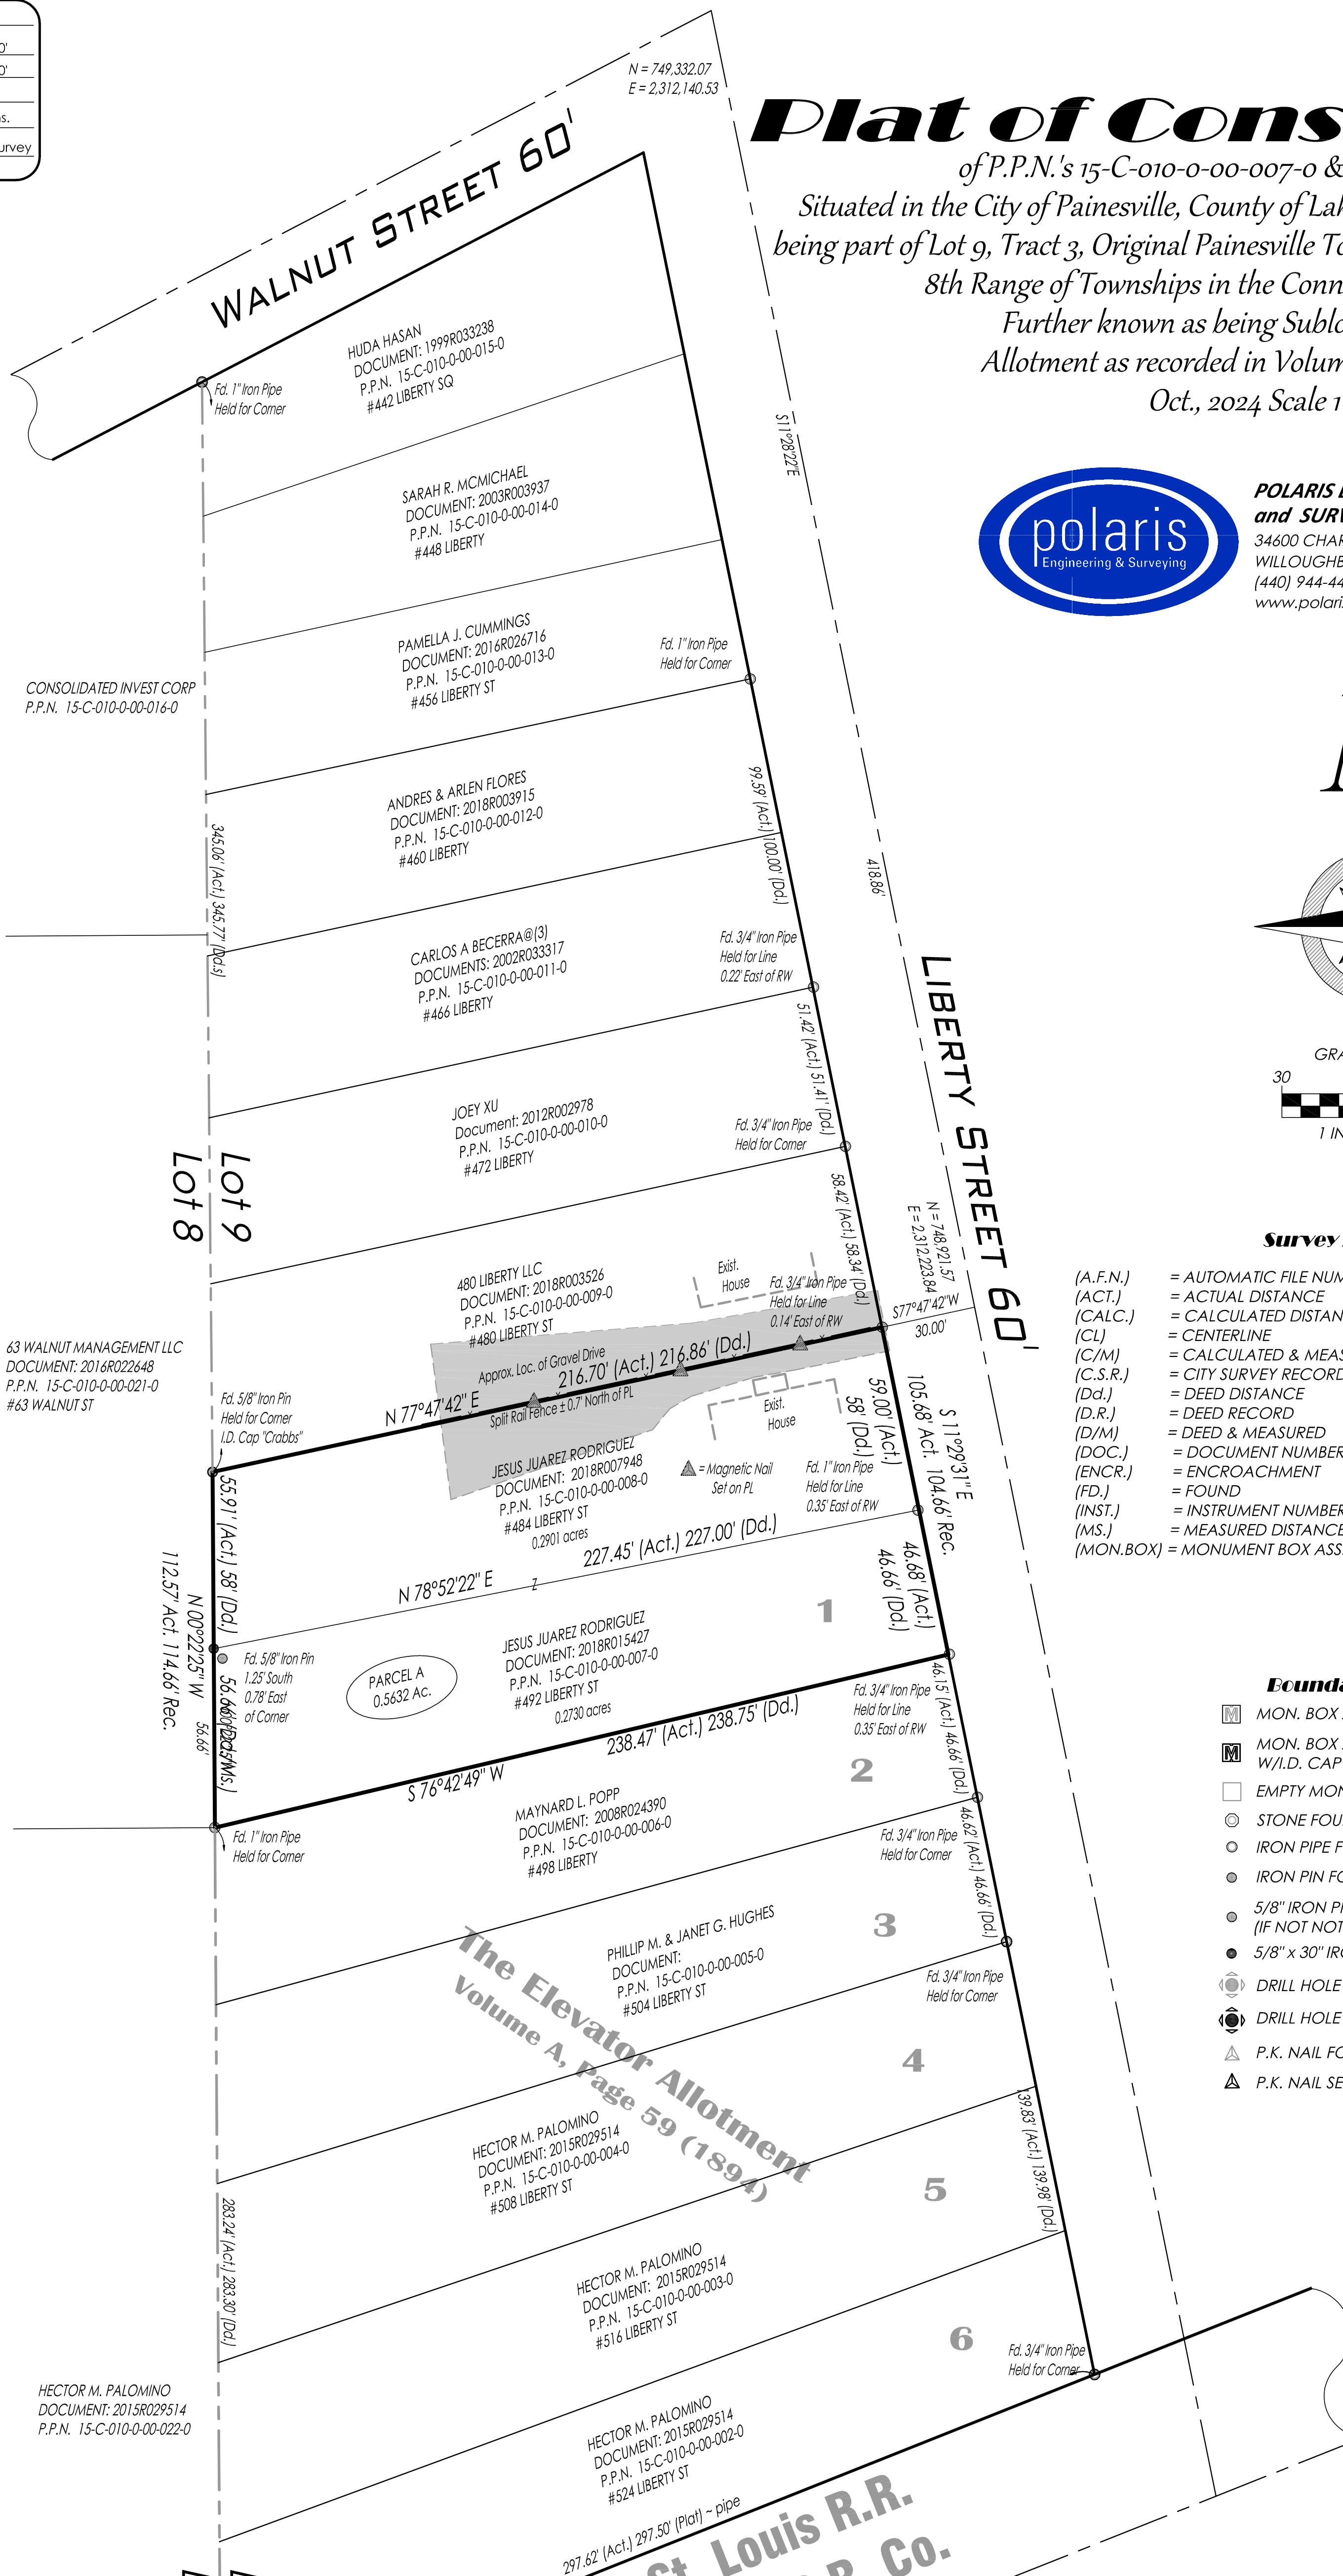 0'
0'
urvey
N = 749,332.07
E = 2,312,140.53
WALNUT STREET 60'
Plat of Cons
of P.P.N.'s 15-C-010-0-00-007-0 &
Situated in the City of Painesville, County of Lak
being part of Lot 9, Tract 3, Original Painesville To
8th Range of Townships in the Conn
Further known as being Sublo
Allotment as recorded in Volum
Oct., 2024 Scale 1
polaris
Engineering & Surveying
POLARIS
and SURV
34600 CHAR
WILLOUGHB
(440) 944-44
www.polaris
Fd. 1" Iron Pipe
Held for Corner
HUDA HASAN
DOCUMENT: 1999R033238
P.P.N. 15-C-010-0-00-015-0
#442 LIBERTY SQ
S11°28'22"E
SARAH R. MCMICHAEL
DOCUMENT: 2003R003937
P.P.N. 15-C-010-0-00-014-0
#448 LIBERTY
PAMELLA J. CUMMINGS
DOCUMENT: 2016R026716
P.P.N. 15-C-010-0-00-013-0
#456 LIBERTY ST
Fd. 1" Iron Pipe
Held for Corner
CONSOLIDATED INVEST CORP
P.P.N. 15-C-010-0-00-016-0
ANDRES & ARLEN FLORES
DOCUMENT: 2018R003915
P.P.N. 15-C-010-0-00-012-0
#460 LIBERTY
99.59' (Act.) 100.00' (Dd.)
345.06' (Act.) 345.77' (Dd.s)
418.86'
CARLOS A BECERRA@(3)
DOCUMENTS: 2002R033317
P.P.N. 15-C-010-0-00-011-0
#466 LIBERTY
Fd. 3/4" Iron Pipe
Held for Line
0.22' East of RW
51.42' (Act.) 51.41' (Dd.)
LIBERTY STREET 60'
GRA
30
1 IN
JOEY XU
Document: 2012R002978
P.P.N. 15-C-010-0-00-010-0
#472 LIBERTY
Fd. 3/4" Iron Pipe
Held for Corner
58.42' (Act.) 58.34' (Dd.)
Lot 9
Lot 8
N = 748,921.57
E = 2,312,223.84
S77°47'42"W
30.00'
480 LIBERTY LLC
DOCUMENT: 2018R003526
P.P.N. 15-C-010-0-00-009-0
#480 LIBERTY ST
Exist.
House
Fd. 3/4" Iron Pipe
Held for Line
0.14' East of RW
Approx. Loc. of Gravel Drive
N 77°47'42" E
216.70' (Act.) 216.86' (Dd.)
Split Rail Fence ± 0.7' North of PL
Exist.
House
63 WALNUT MANAGEMENT LLC
DOCUMENT: 2016R022648
P.P.N. 15-C-010-0-00-021-0
#63 WALNUT ST
Fd. 5/8" Iron Pin
Held for Corner
I.D. Cap "Crabbs"
Survey
(A.F.N.) = AUTOMATIC FILE NUM
(ACT.) = ACTUAL DISTANCE
(CALC.) = CALCULATED DISTAN
(CL) = CENTERLINE
(C/M) = CALCULATED & MEAS
(C.S.R.) = CITY SURVEY RECORD
(Dd.) = DEED DISTANCE
(D.R.) = DEED RECORD
(D/M) = DEED & MEASURED
(DOC.) = DOCUMENT NUMBER
(ENCR.) = ENCROACHMENT
(FD.) = FOUND
(INST.) = INSTRUMENT NUMBER
(MS.) = MEASURED DISTANCE
(MON.BOX) = MONUMENT BOX ASS
59.00' (Act.)
58' (Dd.)
S 11°29'31" E
105.68' Act. 104.66' Rec.
JESUS JUAREZ RODRIGUEZ
DOCUMENT: 2018R007948
P.P.N. 15-C-010-0-00-008-0
#484 LIBERTY ST
0.2901 acres
= Magnetic Nail
Set on PL
Fd. 1" Iron Pipe
Held for Line
0.35' East of RW
55.91' (Act.) 58' (Dd.)
N 00°22'25" W
112.57' Act. 114.66' Rec.
N 78°52'22" E
227.45' (Act.) 227.00' (Dd.)
Z
46.68' (Act.)
46.66' (Dd.)
1
Fd. 5/8" Iron Pin
1.25' South
0.78' East
of Corner
56.66'
PARCEL A
0.5632 Ac.
JESUS JUAREZ RODRIGUEZ
DOCUMENT: 2018R015427
P.P.N. 15-C-010-0-00-007-0
#492 LIBERTY ST
0.2730 acres
S 76°42'49" W
238.47' (Act.) 238.75' (Dd.)
Fd. 3/4" Iron Pipe
Held for Line
0.35' East of RW
46.15' (Act.) 46.66' (Dd.)
2
Fd. 1" Iron Pipe
Held for Corner
MAYNARD L. POPP
DOCUMENT: 2008R024390
P.P.N. 15-C-010-0-00-006-0
#498 LIBERTY
Fd. 3/4" Iron Pipe
Held for Corner
46.62' (Act.) 46.66' (Dd.)
Bounda
MON. BOX
MON. BOX
W/I.D. CAP
EMPTY MON
STONE FOU
IRON PIPE F
IRON PIN FO
5/8" IRON PI
(IF NOT NOT
5/8" x 30" IRO
DRILL HOLE
DRILL HOLE
P.K. NAIL FO
P.K. NAIL SE
3
PHILLIP M. & JANET G. HUGHES
DOCUMENT:
P.P.N. 15-C-010-0-00-005-0
#504 LIBERTY ST
Fd. 3/4" Iron Pipe
Held for Corner
The Elevator Allotment
Volume A, Page 59 (1894)
4
139.83' (Act.) 139.98' (Dd.)
HECTOR M. PALOMINO
DOCUMENT: 2015R029514
P.P.N. 15-C-010-0-00-004-0
#508 LIBERTY ST
5
283.24' (Act.) 283.30' (Dd.)
HECTOR M. PALOMINO
DOCUMENT: 2015R029514
P.P.N. 15-C-010-0-00-003-0
#516 LIBERTY ST
6
Fd. 3/4" Iron Pipe
Held for Corner
HECTOR M. PALOMINO
DOCUMENT: 2015R029514
P.P.N. 15-C-010-0-00-022-0
HECTOR M. PALOMINO
DOCUMENT: 2015R029514
P.P.N. 15-C-010-0-00-002-0
#524 LIBERTY ST
297.62' (Act.) 297.50' (Plat) ~ pipe
St. Louis R.R.
Co.